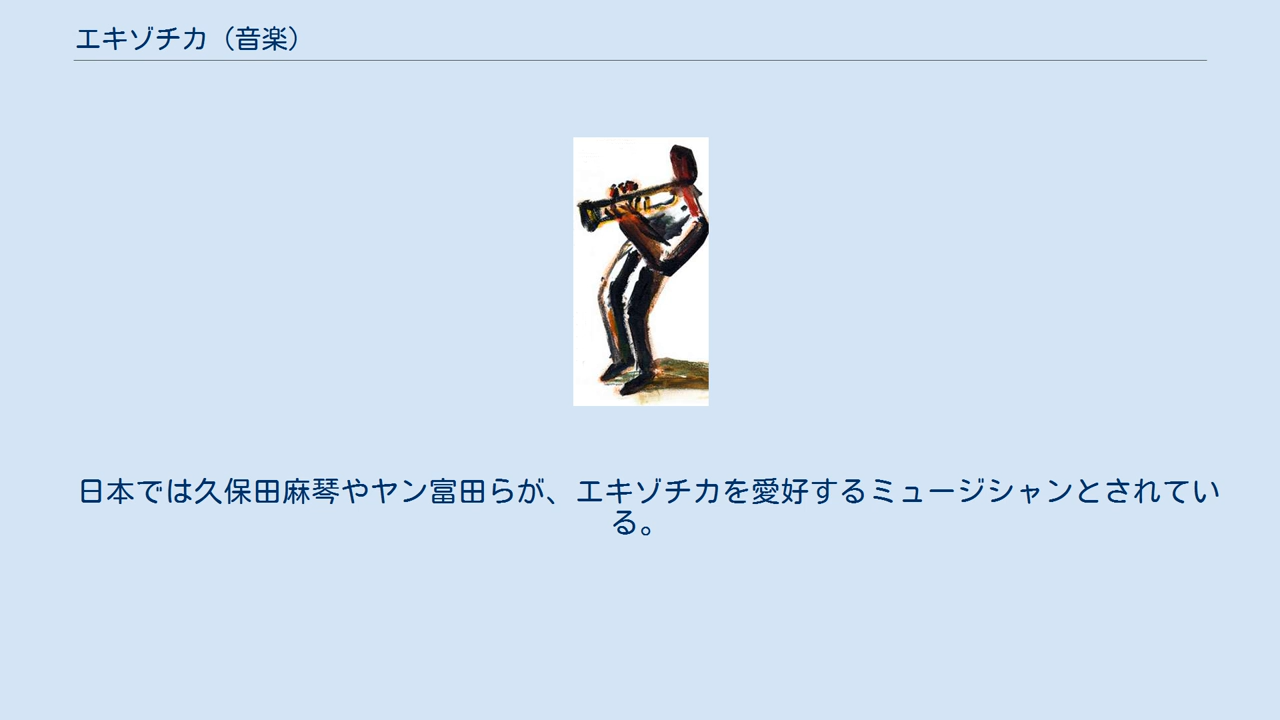 エキゾチカ（音楽）
日本では久保田麻琴やヤン富田らが、エキゾチカを愛好するミュージシャンとされてい
る。